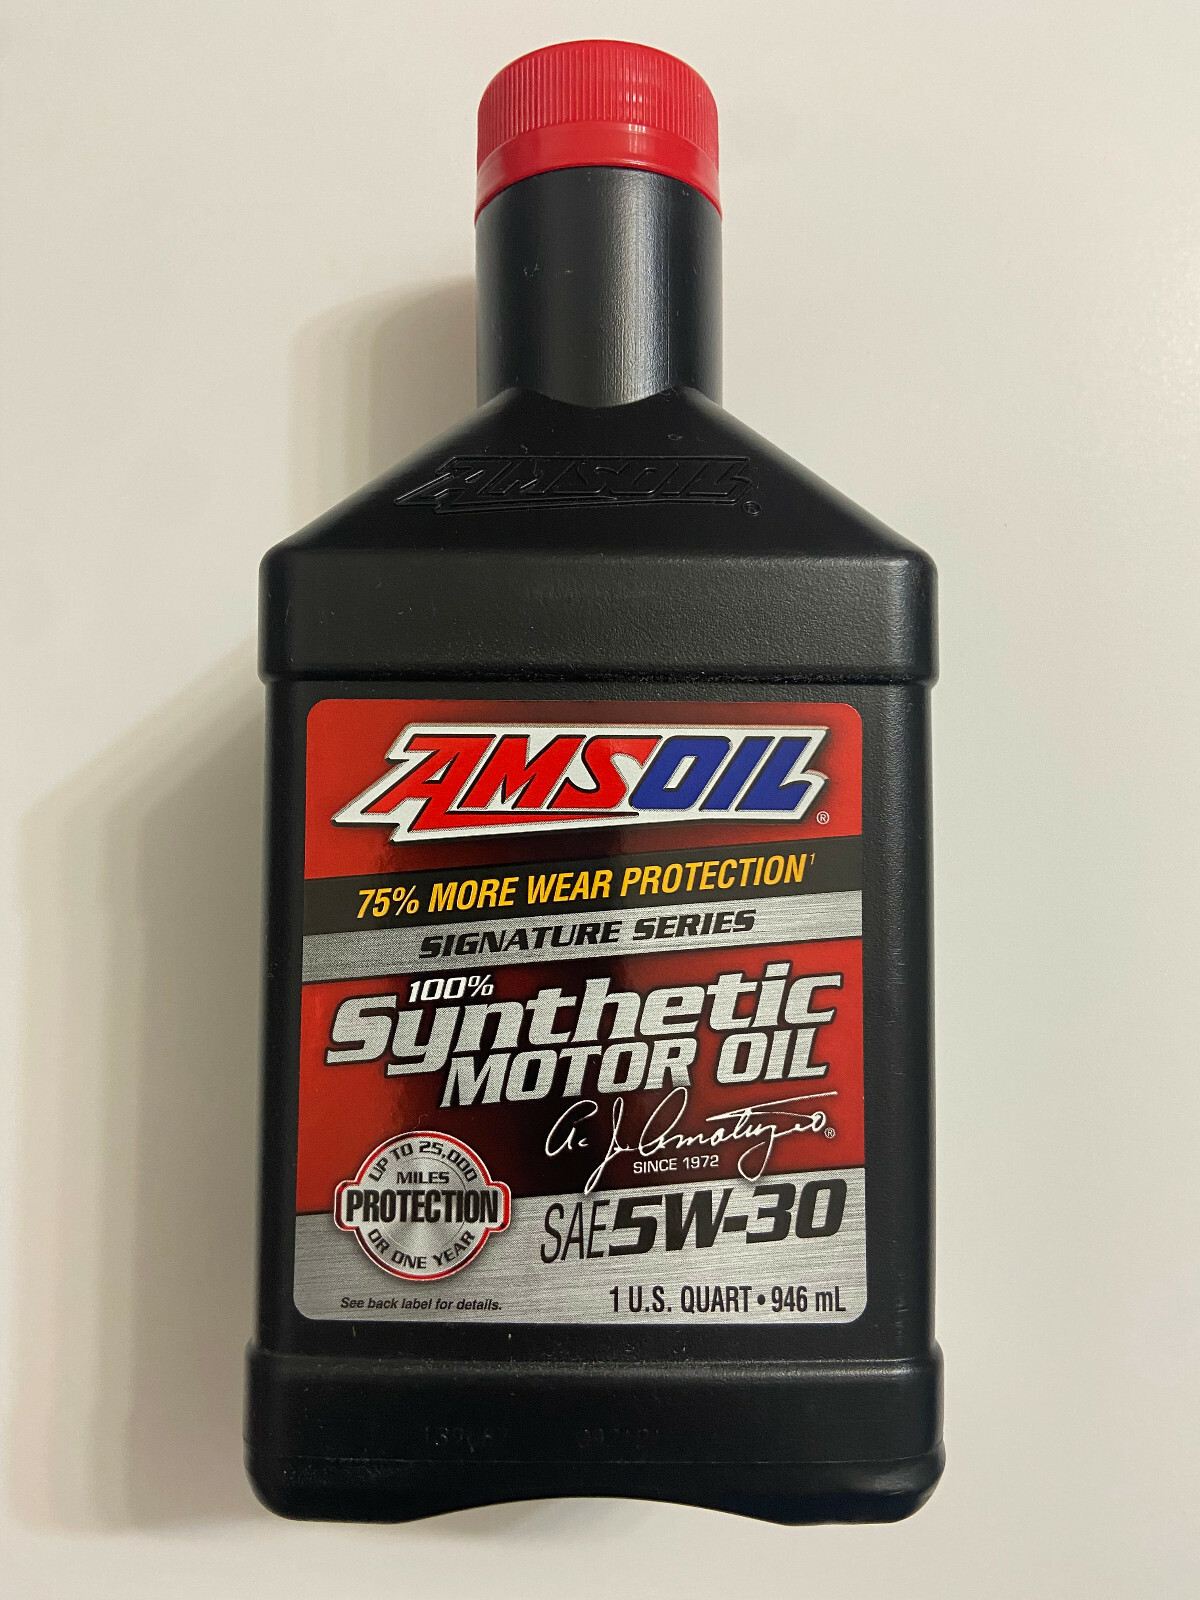 AMSOIL®
AMSOIL®
75% MORE WEAR PROTECTION¹
SIGNATURE SERIES
100%
Synthetic
MOTOR OIL
A. J. Amatuzio®
SINCE 1972
UP TO 25,000
MILES
PROTECTION
OR ONE YEAR
SAE 5W-30
See back label for details.
1 U.S. QUART • 946 mL